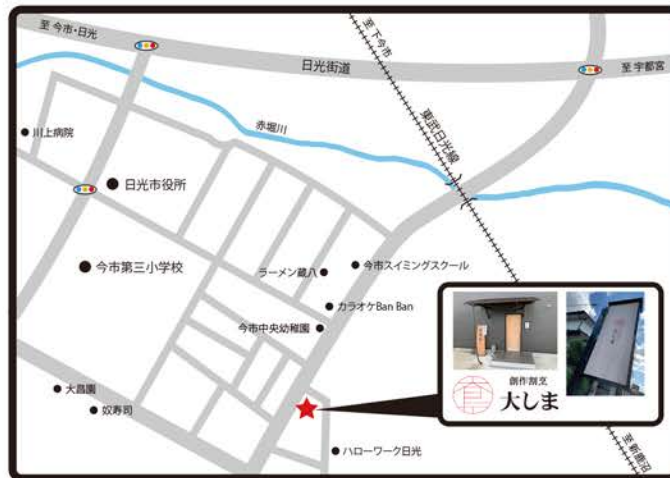 至 今市・日光
至 下今市
日光街道
至 宇都宮
川上病院
赤堀川
東武日光線
日光市役所
今市第三小学校
ラーメン蔵八
今市スイミングスクール
カラオケBan Ban
今市中央幼稚園
創作割烹
大しま
大昌園
奴寿司
ハローワーク日光
至 新鹿沼